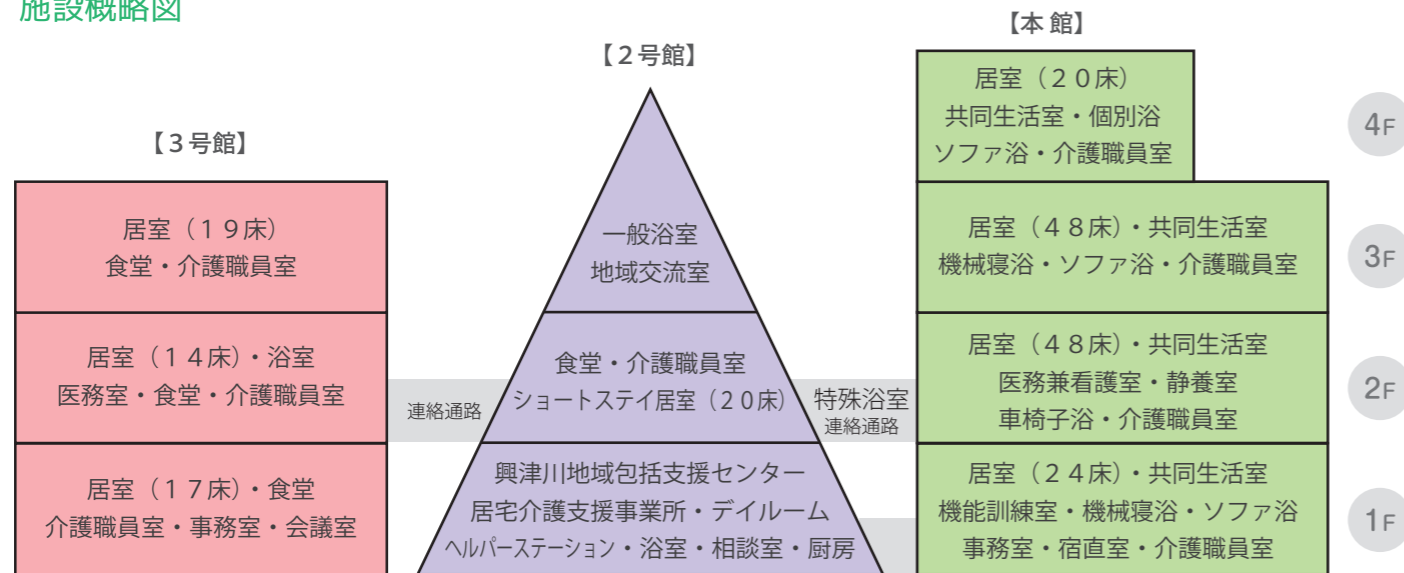 施設概略図
【３号館】
居室（１９床）
食堂・介護職員室
居室（１４床）・浴室
医務室・食堂・介護職員室
居室（１７床）・食堂
介護職員室・事務室・会議室
連絡通路
【２号館】
一般浴室
地域交流室
食堂・介護職員室
ショートステイ居室（２０床）
興津川地域包括支援センター
居宅介護支援事業所・デイルーム
ヘルパーステーション・浴室・相談室・厨房
特殊浴室
連絡通路
【本 館】
居室（２０床）
共同生活室・個別浴
ソファ浴・介護職員室
居室（４８床）・共同生活室
機械寝浴・ソファ浴・介護職員室
居室（４８床）・共同生活室
医務兼看護室・静養室
車椅子浴・介護職員室
居室（２４床）・共同生活室
機能訓練室・機械寝浴・ソファ浴
事務室・宿直室・介護職員室
4F
3F
2F
1F